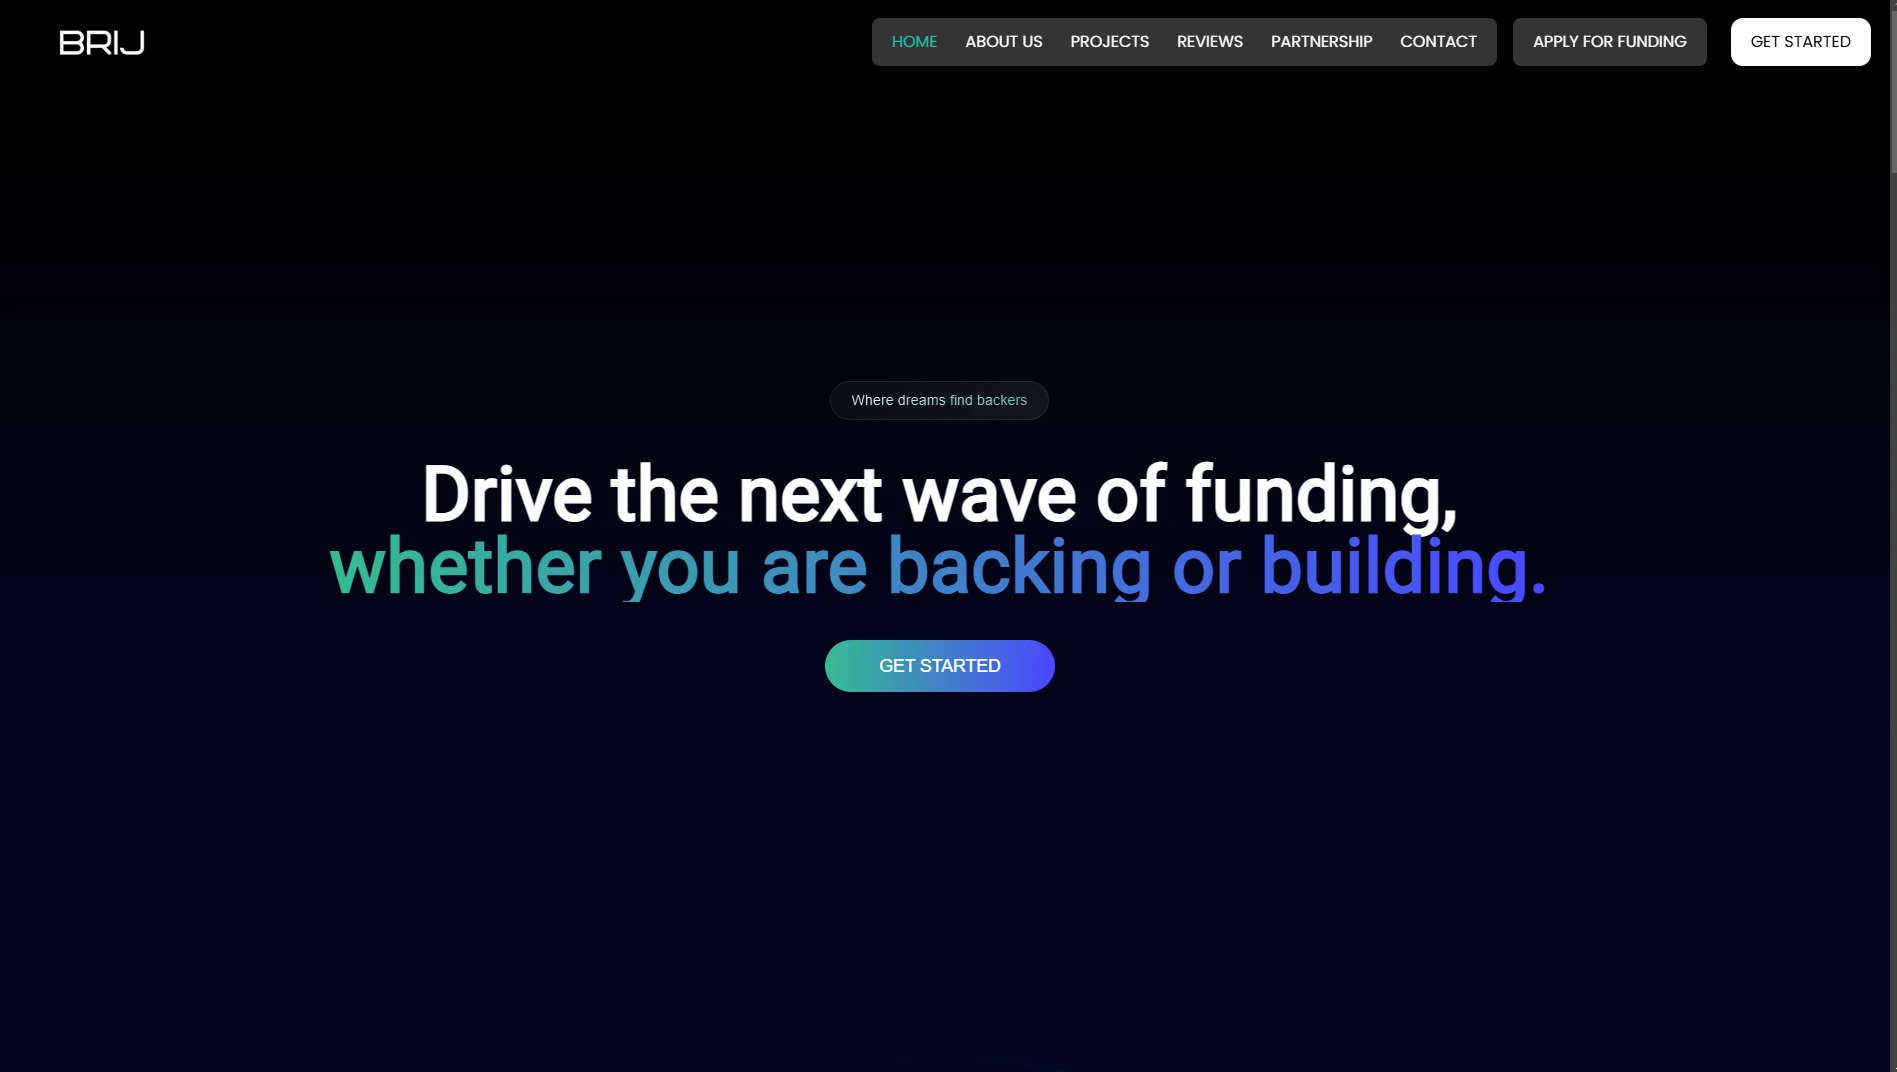 BRIJ
HOME ABOUT US PROJECTS REVIEWS PARTNERSHIP CONTACT APPLY FOR FUNDING GET STARTED
Where dreams find backers
Drive the next wave of funding,
whether you are backing or building.
GET STARTED